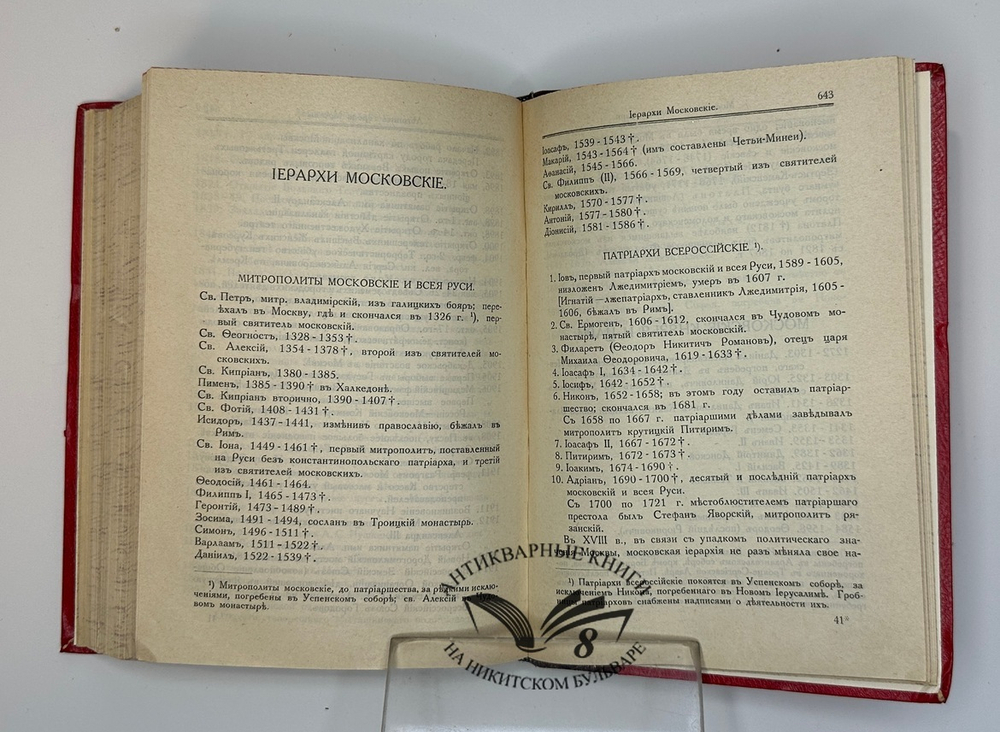 ІЕРАРХИ МОСКОВСКІЕ.
МИТРОПОЛИТЫ МОСКОВСКІЕ И ВСЕЯ РУСИ.
Св. Петръ, митр. владимірскій, изъ галицкихъ бояръ; пере-
ѣхалъ въ Москву, гдѣ и скончался въ 1326 г. ¹), пер-
вый святитель московскій.
Св. Ѳеогностъ, 1328 - 1353 †.
Св. Алексій, 1354 - 1378 †, второй изъ святителей мо-
сковскихъ.
Св. Кипріанъ, 1380 - 1385.
Пименъ, 1385 - 1390 † въ Халкедонѣ.
Св. Кипріанъ вторично, 1390 - 1407 †.
Св. Фотій, 1408 - 1431 †.
Исидоръ, 1437 - 1441, измѣнивъ православію, бѣжалъ въ
Римъ.
Св. Іона, 1449 - 1461 †, первый митрополитъ, поставленный
на Руси безъ константинопольскаго патріарха, и третій
изъ святителей московскихъ.
Ѳеодосій, 1461 - 1464.
Филиппъ I, 1465 - 1473 †.
Геронтій, 1473 - 1489 †.
Зосима, 1491 - 1494, сосланъ въ Троицкій монастырь.
Симонъ, 1496 - 1511 †.
Варлаамъ, 1511 - 1522 †.
Даніилъ, 1522 - 1539 †.
¹) Митрополиты московскіе, до патріаршества, за рѣдкими исклю-
ченіями, погребены въ Успенскомъ соборѣ; св. Алексій — Чудо-
вомъ монастырѣ.
Іерархи Московскіе.
643
Іоасафъ, 1539 - 1543 †.
Макарій, 1543 - 1564 † (имъ составлены Четьи-Минеи).
Аѳанасій, 1545 - 1566.
Св. Филиппъ (II), 1566 - 1569, четвертый изъ святителей
московскихъ.
Кириллъ, 1570 - 1577 †.
Антоній, 1577 - 1580 †.
Діонисій, 1581 - 1586 †.
ПАТРІАРХИ ВСЕРОССІЙСКІЕ ¹).
1. Іовъ, первый патріархъ московскій и всея Руси, 1589 - 1605,
низложенъ Лжедимитріемъ, умеръ въ 1607 г.
[Игнатій — лжепатріархъ, ставленникъ Лжедимитрія, 1605 -
1606, бѣжалъ въ Римъ].
2. Св. Ермогенъ, 1606 - 1612, скончался въ Чудовомъ мо-
настырѣ, пятый святитель московскій.
3. Филаретъ (Ѳеодоръ Никитичъ Романовъ), отецъ царя
Михаила Ѳеодоровича, 1619 - 1633 †.
4. Іоасафъ I, 1634 - 1642 †.
5. Іосифъ, 1642 - 1652 †.
6. Никонъ, 1652 - 1658; въ этомъ году оставилъ патріар-
шество; скончался въ 1681 г.
Съ 1658 по 1667 г. патріаршими дѣлами завѣдывалъ
митрополитъ крутицкій Питиримъ.
7. Іоасафъ II, 1667 - 1672 †.
8. Питиримъ, 1672 - 1673 †.
9. Іоакимъ, 1674 - 1690 †.
10. Адріанъ, 1690 - 1700 †, десятый и послѣдній патріархъ
московскій и всея Руси.
Съ 1700 по 1721 г. мѣстоблюстителемъ патріаршаго
престола былъ Стефанъ Яворскій, митрополитъ ря-
занскій.
Въ XVIII в., въ связи съ упадкомъ политическаго зна-
ченія Москвы, московская іерархія не разъ мѣняла свое на-
¹) Патріархи всероссійскіе покоятся въ Успенскомъ соборѣ, за
исключеніемъ Никона, погребеннаго въ Новомъ Іерусалимѣ. Гроб-
ницы патріарховъ снабжены надписями о дѣятельности ихъ.
41*
АНТИКВАРНЫЕ КНИГИ
8
НА НИКИТСКОМ БУЛЬВАРЕ